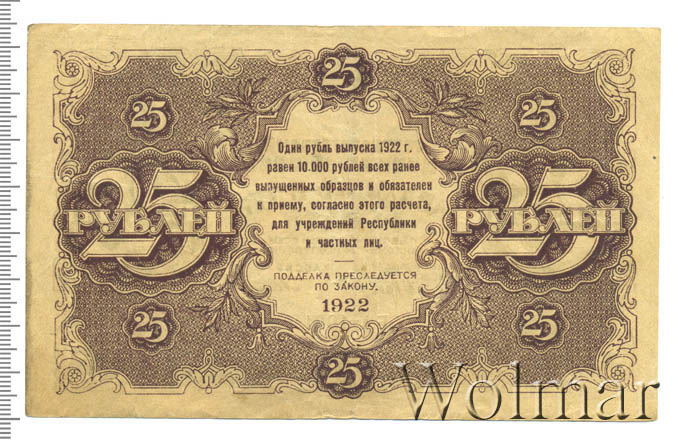 25
25 25
Один рубль выпуска 1922 г.
равен 10.000 рублей всех ранее
выпущенных образцов и обязателен
к приему, согласно этого расчета,
для учреждений Республики
и частных лиц.
25 РУБЛЕЙ 25 РУБЛЕЙ
ПОДДЕЛКА ПРЕСЛЕДУЕТСЯ
ПО ЗАКОНУ.
1922
25 25
25
Wolmar